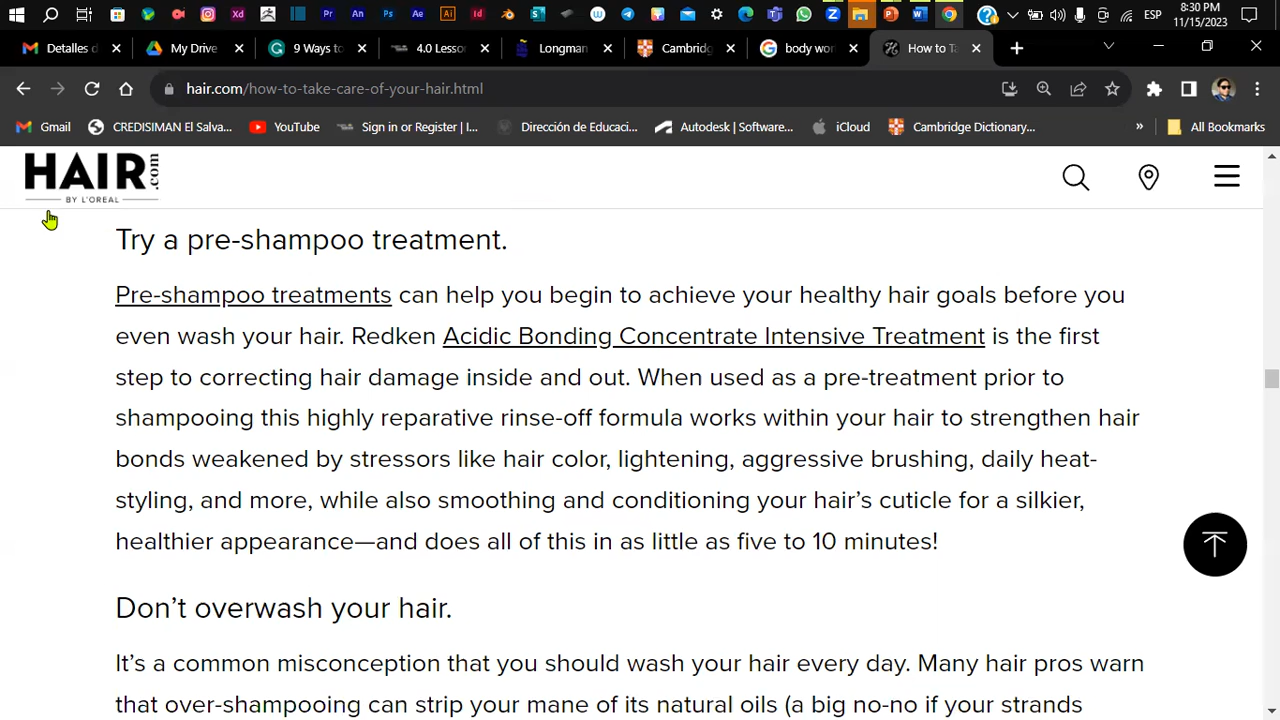 ESP
8:30 PM
11/15/2023
Detalles d
My Drive
9 Ways to
4.0 Lesso
Longman
Cambridg
body wor
How to Ta
hair.com/how-to-take-care-of-your-hair.html
Gmail
CREDISIMAN El Salva...
YouTube
Sign in or Register | I...
Dirección de Educaci...
Autodesk | Software...
iCloud
Cambridge Dictionary...
»
All Bookmarks
HAIR.com
BY L'OREAL
Try a pre-shampoo treatment.
Pre-shampoo treatments can help you begin to achieve your healthy hair goals before you
even wash your hair. Redken Acidic Bonding Concentrate Intensive Treatment is the first
step to correcting hair damage inside and out. When used as a pre-treatment prior to
shampooing this highly reparative rinse-off formula works within your hair to strengthen hair
bonds weakened by stressors like hair color, lightening, aggressive brushing, daily heat-
styling, and more, while also smoothing and conditioning your hair’s cuticle for a silkier,
healthier appearance—and does all of this in as little as five to 10 minutes!
Don’t overwash your hair.
It’s a common misconception that you should wash your hair every day. Many hair pros warn
that over-shampooing can strip your mane of its natural oils (a big no-no if your strands